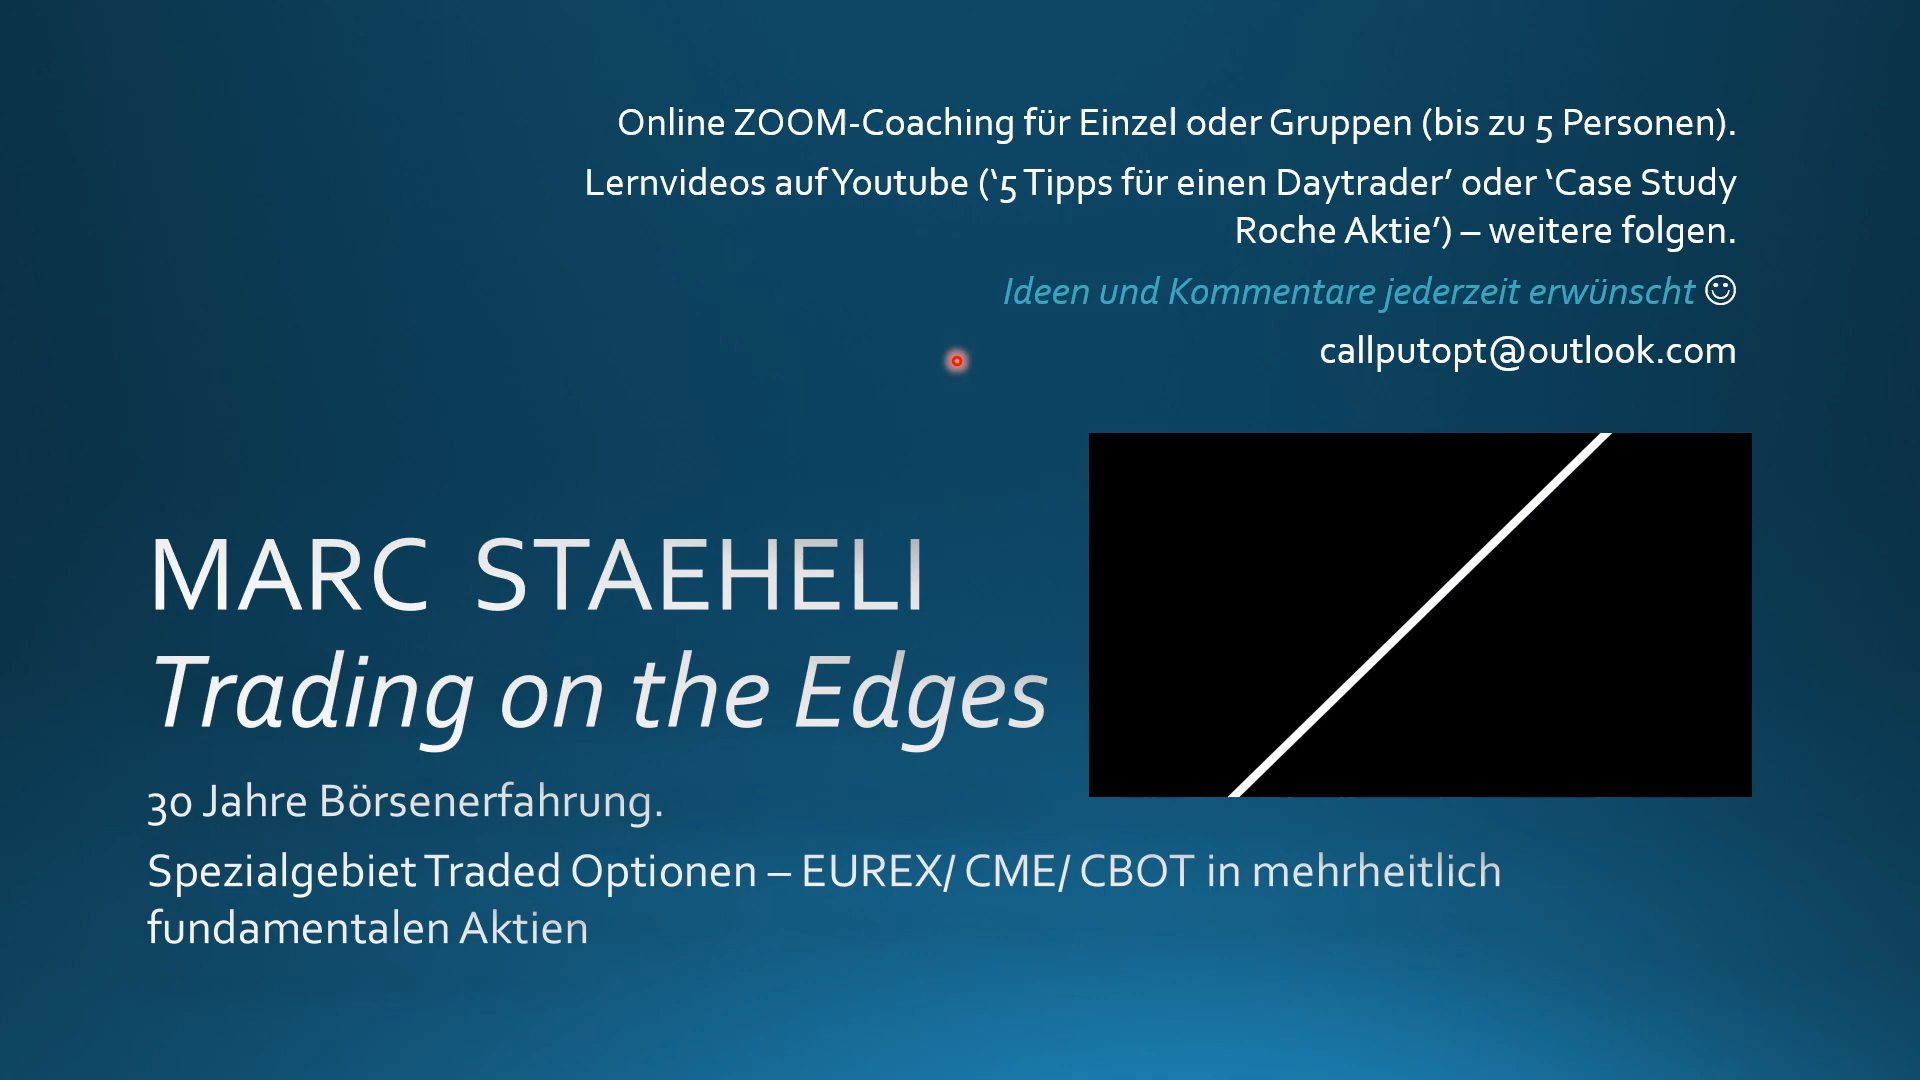 Online ZOOM-Coaching für Einzel oder Gruppen (bis zu 5 Personen).
Lernvideos auf Youtube (‘5 Tipps für einen Daytrader’ oder ‘Case Study
Roche Aktie’) – weitere folgen.
Ideen und Kommentare jederzeit erwünscht ☺
callputopt@outlook.com
MARC STAEHELI
Trading on the Edges
30 Jahre Börsenerfahrung.
Spezialgebiet Traded Optionen – EUREX/ CME/ CBOT in mehrheitlich
fundamentalen Aktien